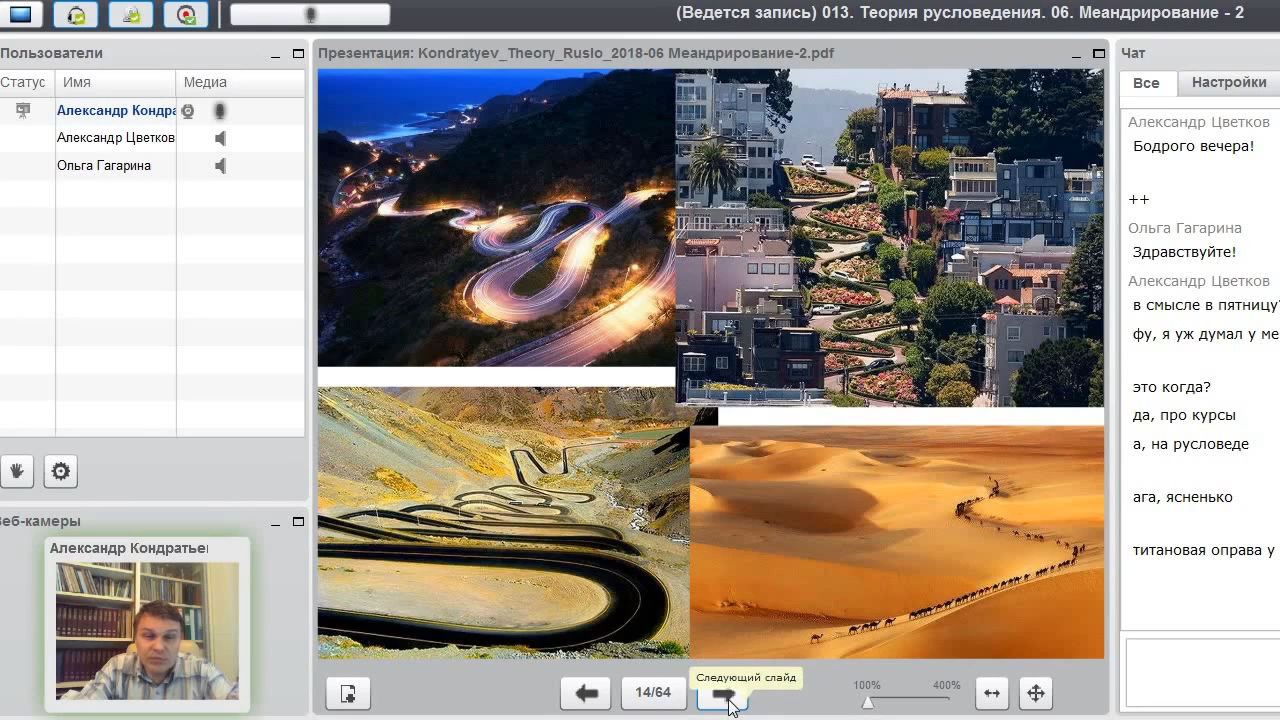 (Ведется запись) 013. Теория русловедения. 06. Меандрирование - 2
Пользователи
Статус Имя Медиа
Александр Кондра
Александр Цветков
Ольга Гагарина
Веб-камеры
Александр Кондратьев
Презентация: Kondratyev_Theory_Ruslo_2018-06 Меандрирование-2.pdf
Следующий слайд
14/64
100% 400%
Чат
Все Настройки
Александр Цветков
Бодрого вечера!
++
Ольга Гагарина
Здравствуйте!
Александр Цветков
в смысле в пятницу
фу, я уж думал у ме
это когда?
да, про курсы
а, на русловеде
ага, ясненько
титановая оправа у